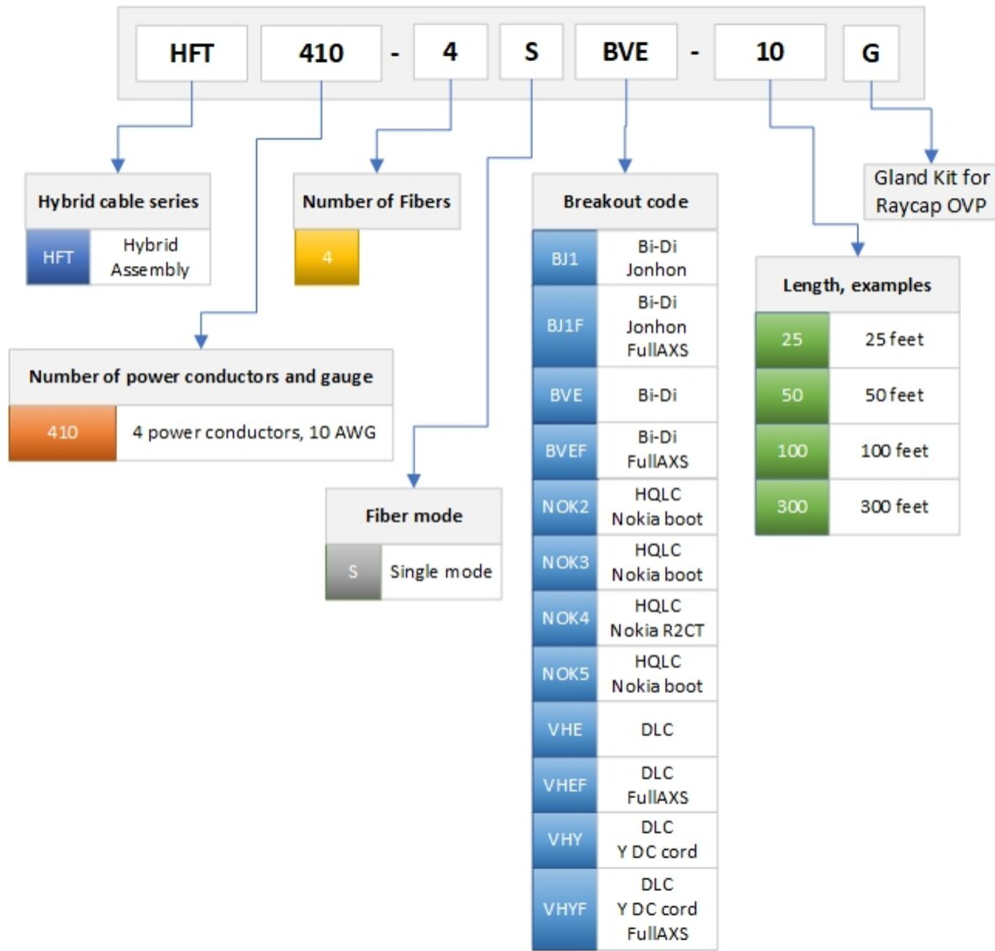 HFT 410 - 4 S BVE - 10 G
Gland Kit for
Raycap OVP
Hybrid cable series
HFT Hybrid
Assembly
Number of Fibers
4
Breakout code
BJ1 Bi-Di
Jonhon
BJ1F Bi-Di
Jonhon
FullAXS
BVE Bi-Di
BVEF Bi-Di
FullAXS
NOK2 HQLC
Nokia boot
NOK3 HQLC
Nokia boot
NOK4 HQLC
Nokia R2CT
NOK5 HQLC
Nokia boot
VHE DLC
VHEF DLC
FullAXS
VHY DLC
Y DC cord
VHYF DLC
Y DC cord
FullAXS
Length, examples
25 25 feet
50 50 feet
100 100 feet
300 300 feet
Number of power conductors and gauge
410 4 power conductors, 10 AWG
Fiber mode
S Single mode